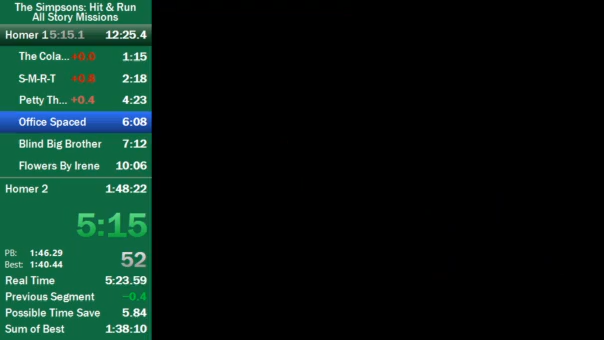 The Simpsons: Hit & Run
All Story Missions
Homer 1 5:15.1 12:25.4
The Cola... +0.0 1:15
S-M-R-T +0.8 2:18
Petty Th... +0.4 4:23
Office Spaced 6:08
Blind Big Brother 7:12
Flowers By Irene 10:06
Homer 2 1:48:22
5:15
PB: 1:46.29
Best: 1:40.44
52
Real Time 5:23.59
Previous Segment −0.4
Possible Time Save 5.84
Sum of Best 1:38:10